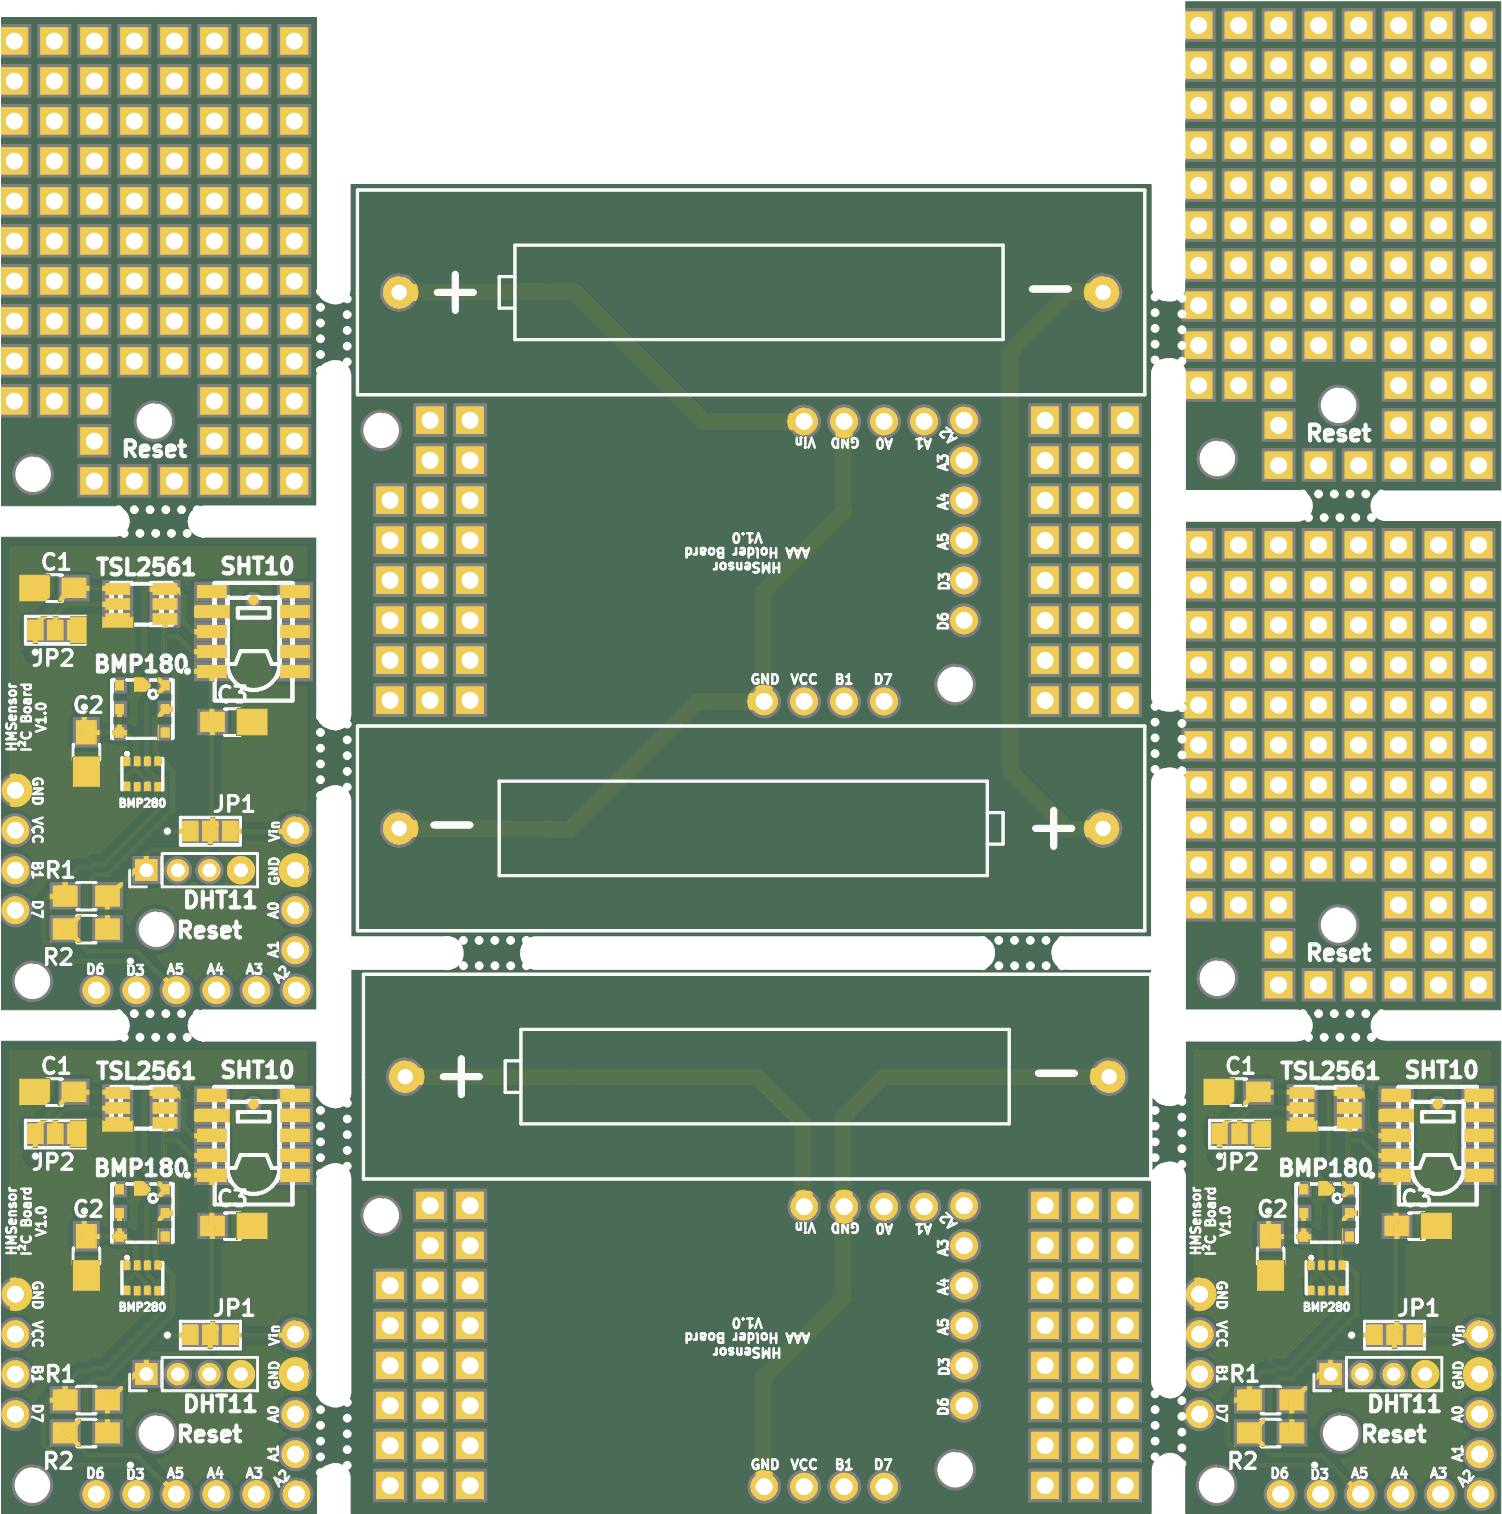 Reset
Reset
+
−
Vin
GND
A0
A1
A2
A3
A4
A5
D3
D6
HMSensor
AAA Holder Board
V1.0
GND
VCC
B1
D7
−
+
C1
TSL2561
SHT10
JP2
BMP180
C3
C2
HMSensor
I²C Board
V1.0
BMP280
JP1
GND
VCC
B1
D7
Vin
GND
A0
A1
A2
R1
DHT11
Reset
R2
D6
D3
A5
A4
A3
Reset
+
−
Vin
GND
A0
A1
A2
A3
A4
A5
D3
D6
HMSensor
AAA Holder Board
V1.0
GND
VCC
B1
D7
C1
TSL2561
SHT10
JP2
BMP180
C3
C2
HMSensor
I²C Board
V1.0
BMP280
JP1
GND
VCC
B1
D7
Vin
GND
A0
A1
A2
R1
DHT11
Reset
R2
D6
D3
A5
A4
A3
C1
TSL2561
SHT10
JP2
BMP180
C3
C2
HMSensor
I²C Board
V1.0
BMP280
JP1
GND
VCC
B1
D7
Vin
GND
A0
A1
A2
R1
DHT11
Reset
R2
D6
D3
A5
A4
A3